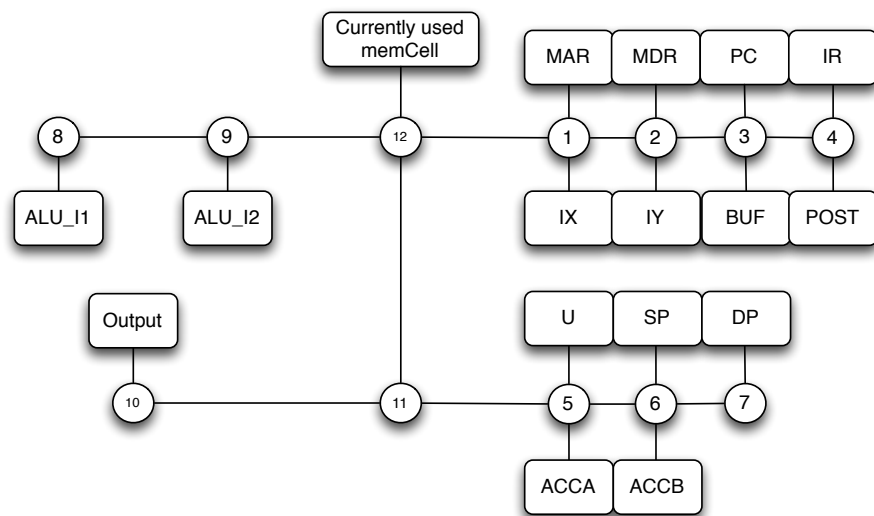 Currently used
memCell
MAR MDR PC IR
8 9 12 1 2 3 4
ALU_I1 ALU_I2 IX IY BUF POST
Output U SP DP
10 11 5 6 7
ACCA ACCB